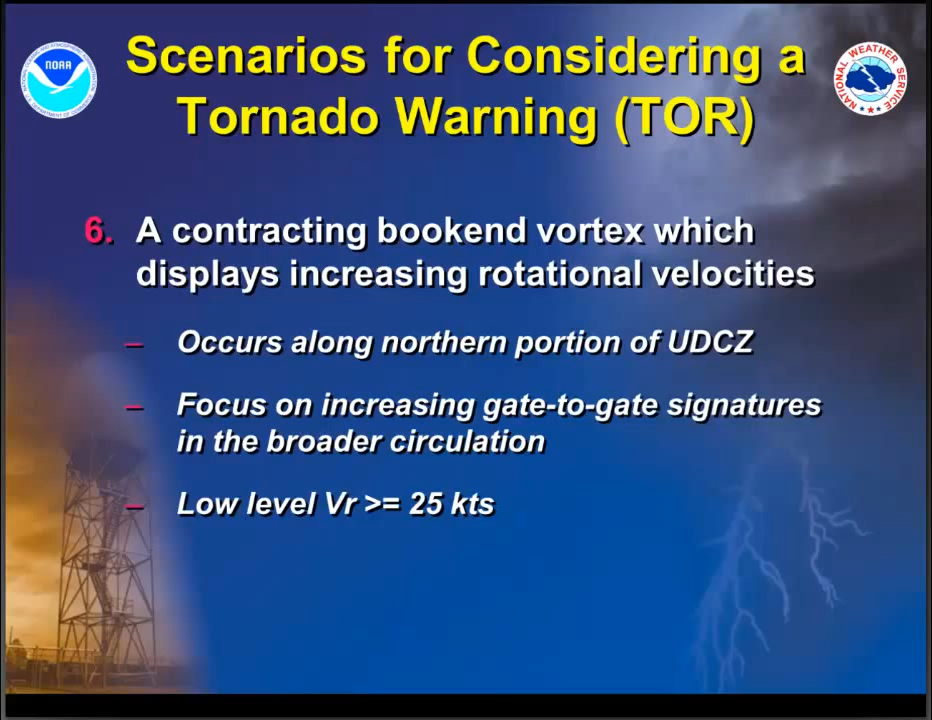 Scenarios for Considering a
Tornado Warning (TOR)
NOAA
NATIONAL WEATHER SERVICE
6. A contracting bookend vortex which
displays increasing rotational velocities
– Occurs along northern portion of UDCZ
– Focus on increasing gate-to-gate signatures
in the broader circulation
– Low level Vr >= 25 kts